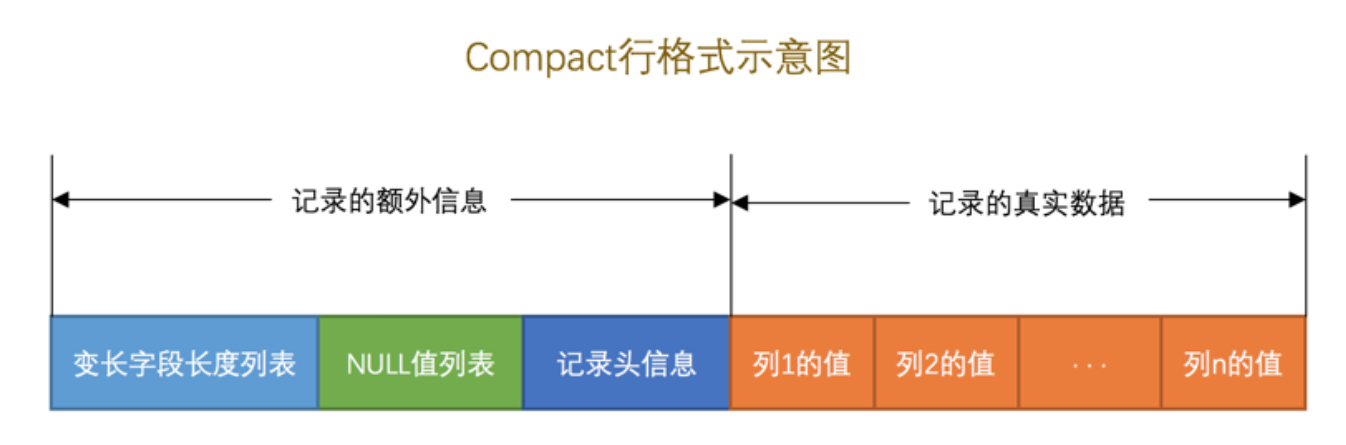 Compact行格式示意图
记录的额外信息
记录的真实数据
变长字段长度列表
NULL值列表
记录头信息
列1的值
列2的值
...
列n的值